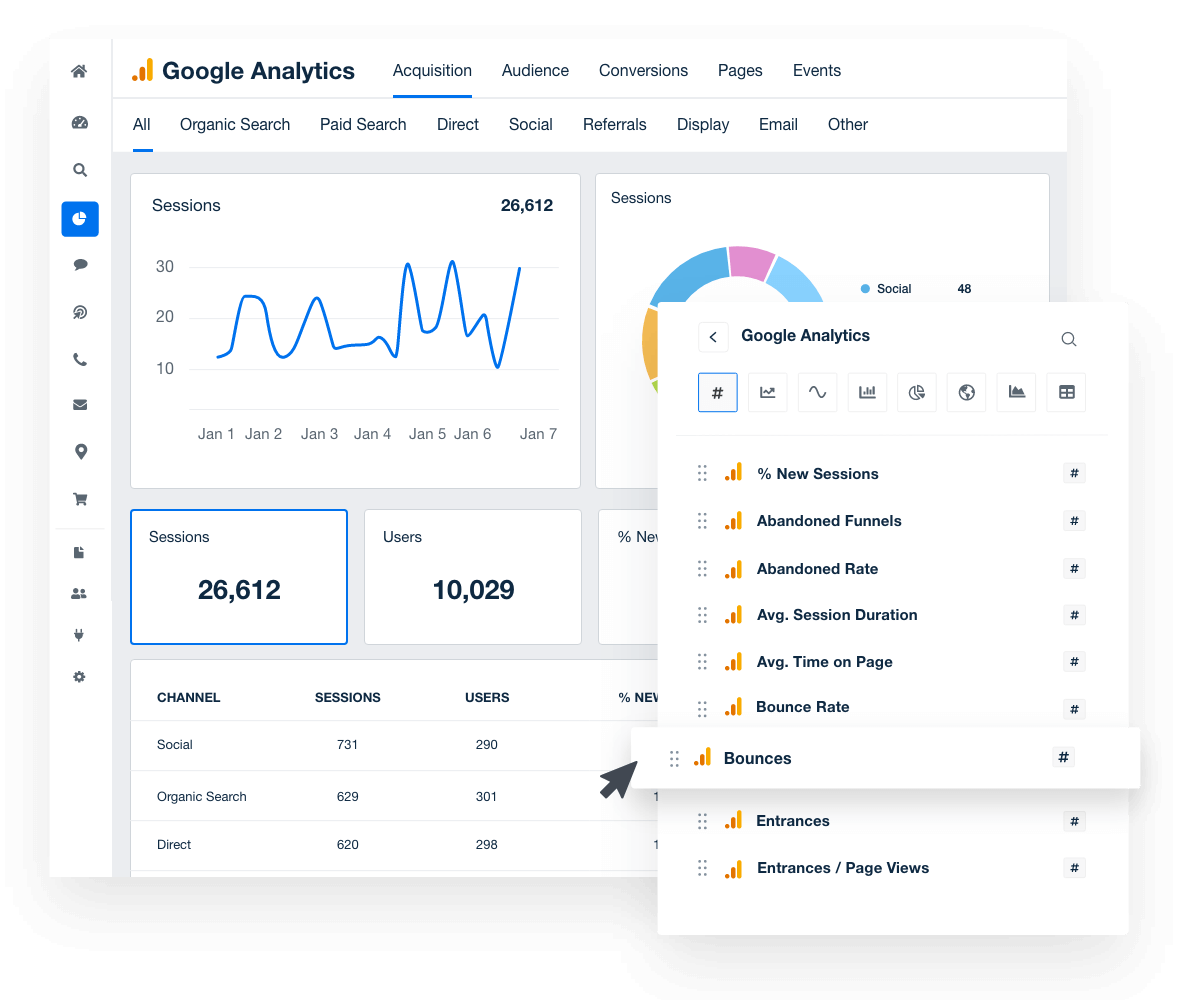 Google Analytics Acquisition Audience Conversions Pages Events
All Organic Search Paid Search Direct Social Referrals Display Email Other
Sessions 26,612
30
20
10
Jan 1 Jan 2 Jan 3 Jan 4 Jan 5 Jan 6 Jan 7
Sessions
Social 48
Sessions
26,612
Users
10,029
% New
CHANNEL SESSIONS USERS % NEW
Social 731 290
Organic Search 629 301 1
Direct 620 298 1
Google Analytics
#
% New Sessions #
Abandoned Funnels #
Abandoned Rate #
Avg. Session Duration #
Avg. Time on Page #
Bounce Rate #
Bounces #
Entrances #
Entrances / Page Views #